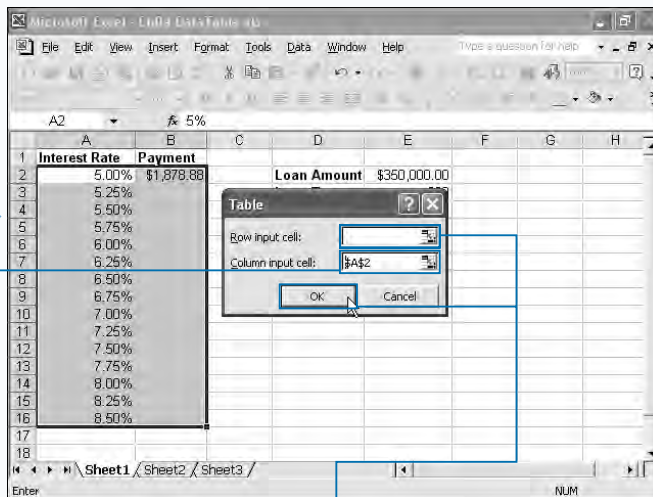 Microsoft Excel - Ch03 DataTable.xls
File Edit View Insert Format Tools Data Window Help Type a question for help
A2 fx 5%
A B C D E F G H
1 Interest Rate Payment
2 5.00% $1,878.88 Loan Amount $350,000.00
3 5.25%
4 5.50%
5 5.75%
6 6.00%
7 6.25%
8 6.50%
9 6.75%
10 7.00%
11 7.25%
12 7.50%
13 7.75%
14 8.00%
15 8.25%
16 8.50%
17
18
Table
Row input cell:
Column input cell: $A$2
OK Cancel
Sheet1 Sheet2 Sheet3
Enter NUM